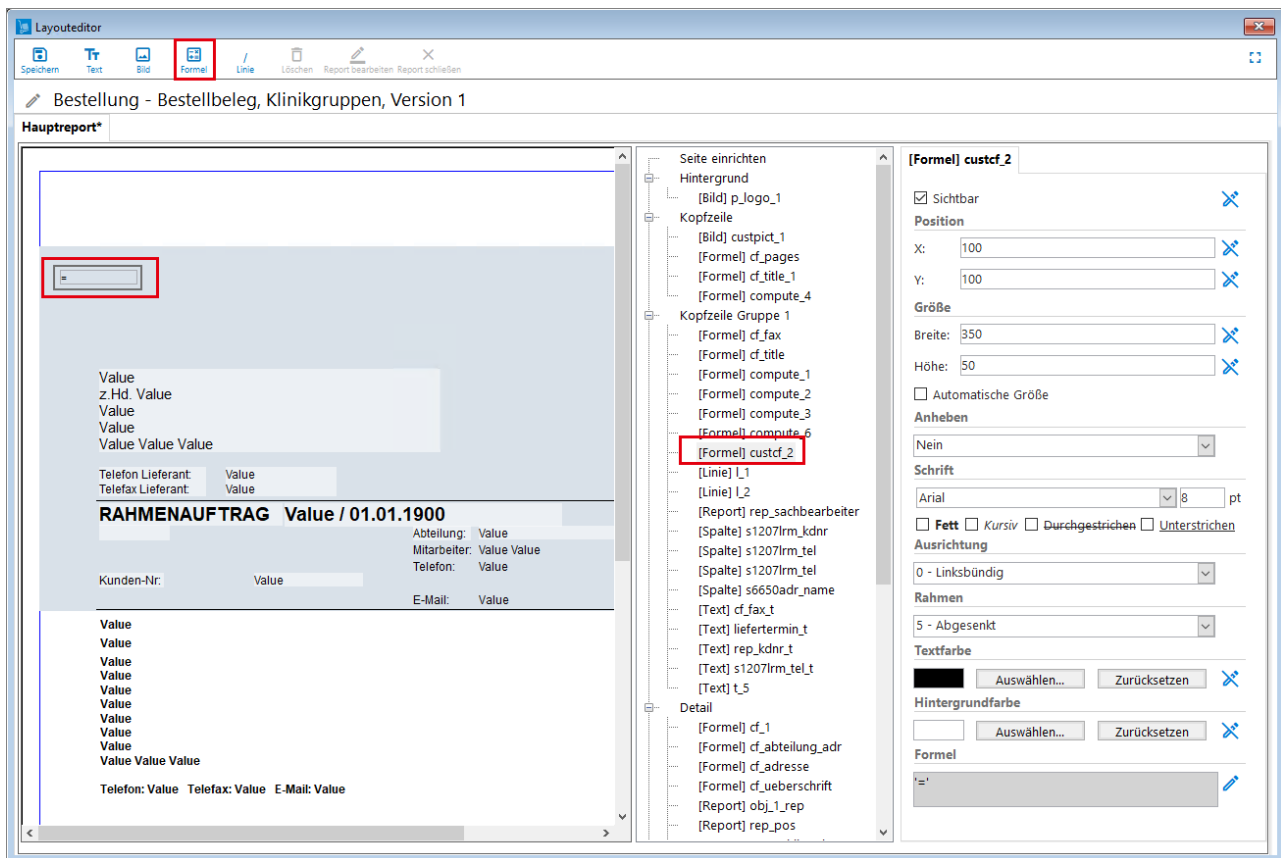 Layouteditor
Speichern Text Bild Formel Linie Löschen Report bearbeiten Report schließen
Bestellung - Bestellbeleg, Klinikgruppen, Version 1
Hauptreport*
=
Value
z.Hd. Value
Value
Value
Value Value Value
Telefon Lieferant: Value
Telefax Lieferant: Value
RAHMENAUFTRAG Value / 01.01.1900
Abteilung: Value
Mitarbeiter: Value Value
Telefon: Value
Kunden-Nr: Value
E-Mail: Value
Value
Value
Value
Value
Value
Value
Value
Value
Value
Value Value Value
Telefon: Value Telefax: Value E-Mail: Value
Seite einrichten
Hintergrund
[Bild] p_logo_1
Kopfzeile
[Bild] custpict_1
[Formel] cf_pages
[Formel] cf_title_1
[Formel] compute_4
Kopfzeile Gruppe 1
[Formel] cf_fax
[Formel] cf_title
[Formel] compute_1
[Formel] compute_2
[Formel] compute_3
[Formel] compute_6
[Formel] custcf_2
[Linie] l_1
[Linie] l_2
[Report] rep_sachbearbeiter
[Spalte] s1207lrm_kdnr
[Spalte] s1207lrm_tel
[Spalte] s1207lrm_tel
[Spalte] s6650adr_name
[Text] cf_fax_t
[Text] liefertermin_t
[Text] rep_kdnr_t
[Text] s1207lrm_tel_t
[Text] t_5
Detail
[Formel] cf_1
[Formel] cf_abteilung_adr
[Formel] cf_adresse
[Formel] cf_ueberschrift
[Report] obj_1_rep
[Report] rep_pos
[Formel] custcf_2
Sichtbar
Position
X: 100
Y: 100
Größe
Breite: 350
Höhe: 50
Automatische Größe
Anheben
Nein
Schrift
Arial 8 pt
Fett Kursiv Durchgestrichen Unterstrichen
Ausrichtung
0 - Linksbündig
Rahmen
5 - Abgesenkt
Textfarbe
Auswählen... Zurücksetzen
Hintergrundfarbe
Auswählen... Zurücksetzen
Formel
'='